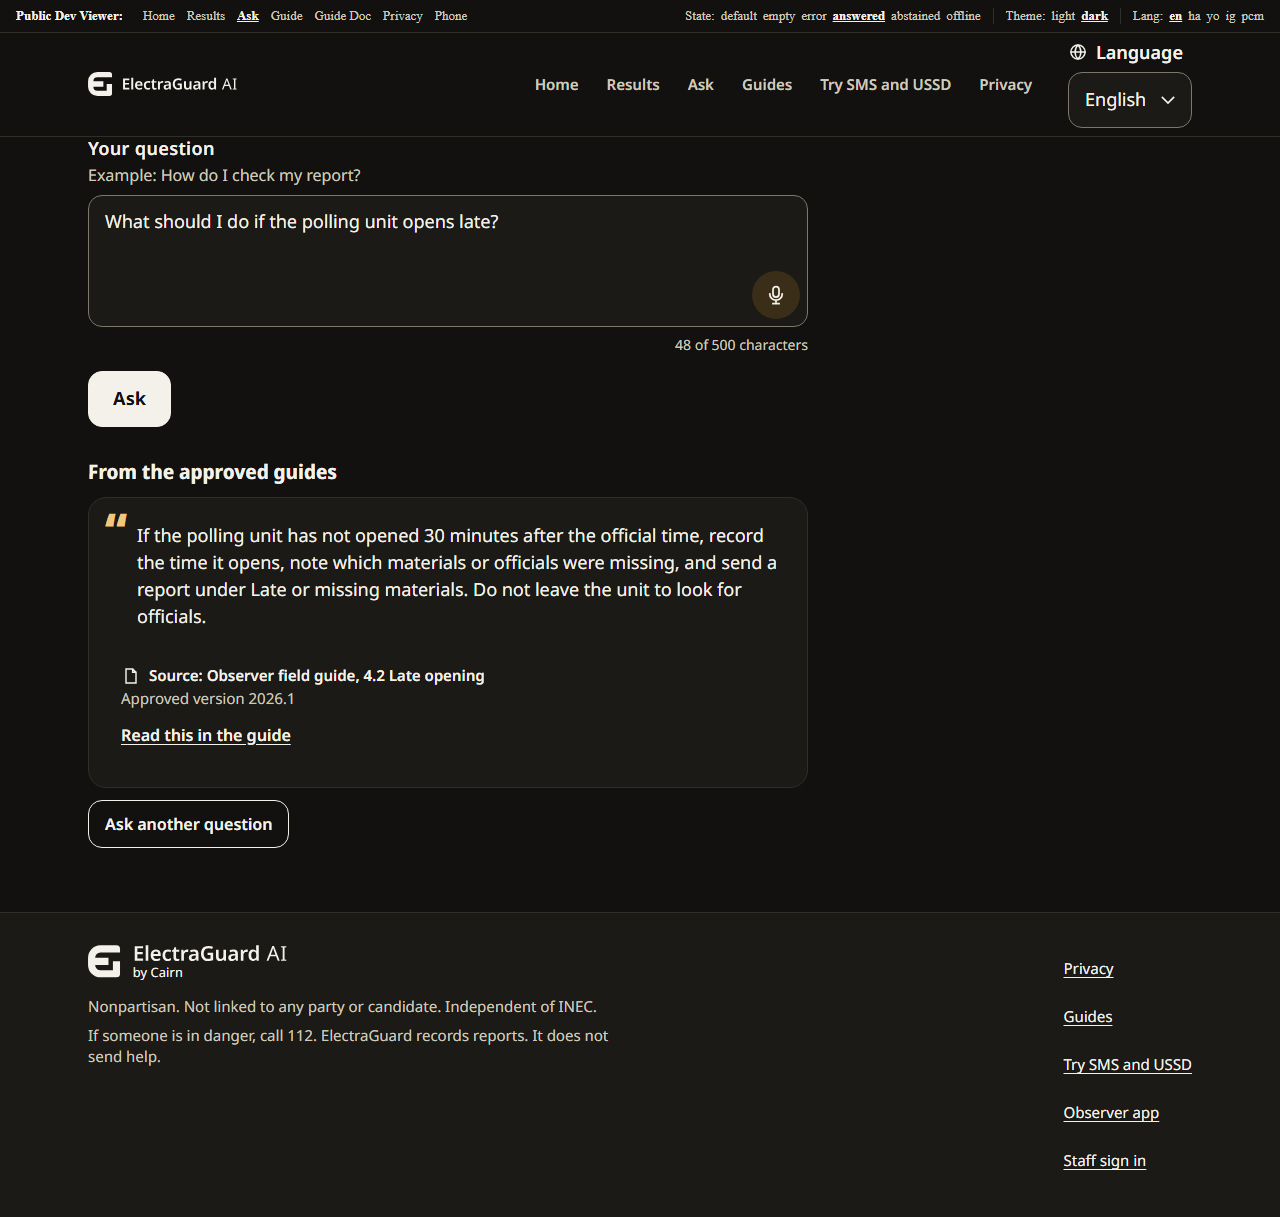 Public Dev Viewer: Home Results Ask Guide Guide Doc Privacy Phone State: default empty error answered abstained offline Theme: light dark Lang: en ha yo ig pcm
ElectraGuard AI
Home Results Ask Guides Try SMS and USSD Privacy
Language
English
Your question
Example: How do I check my report?
What should I do if the polling unit opens late?
48 of 500 characters
Ask
From the approved guides
If the polling unit has not opened 30 minutes after the official time, record
the time it opens, note which materials or officials were missing, and send a
report under Late or missing materials. Do not leave the unit to look for
officials.
Source: Observer field guide, 4.2 Late opening
Approved version 2026.1
Read this in the guide
Ask another question
ElectraGuard AI
by Cairn
Nonpartisan. Not linked to any party or candidate. Independent of INEC.
If someone is in danger, call 112. ElectraGuard records reports. It does not
send help.
Privacy
Guides
Try SMS and USSD
Observer app
Staff sign in